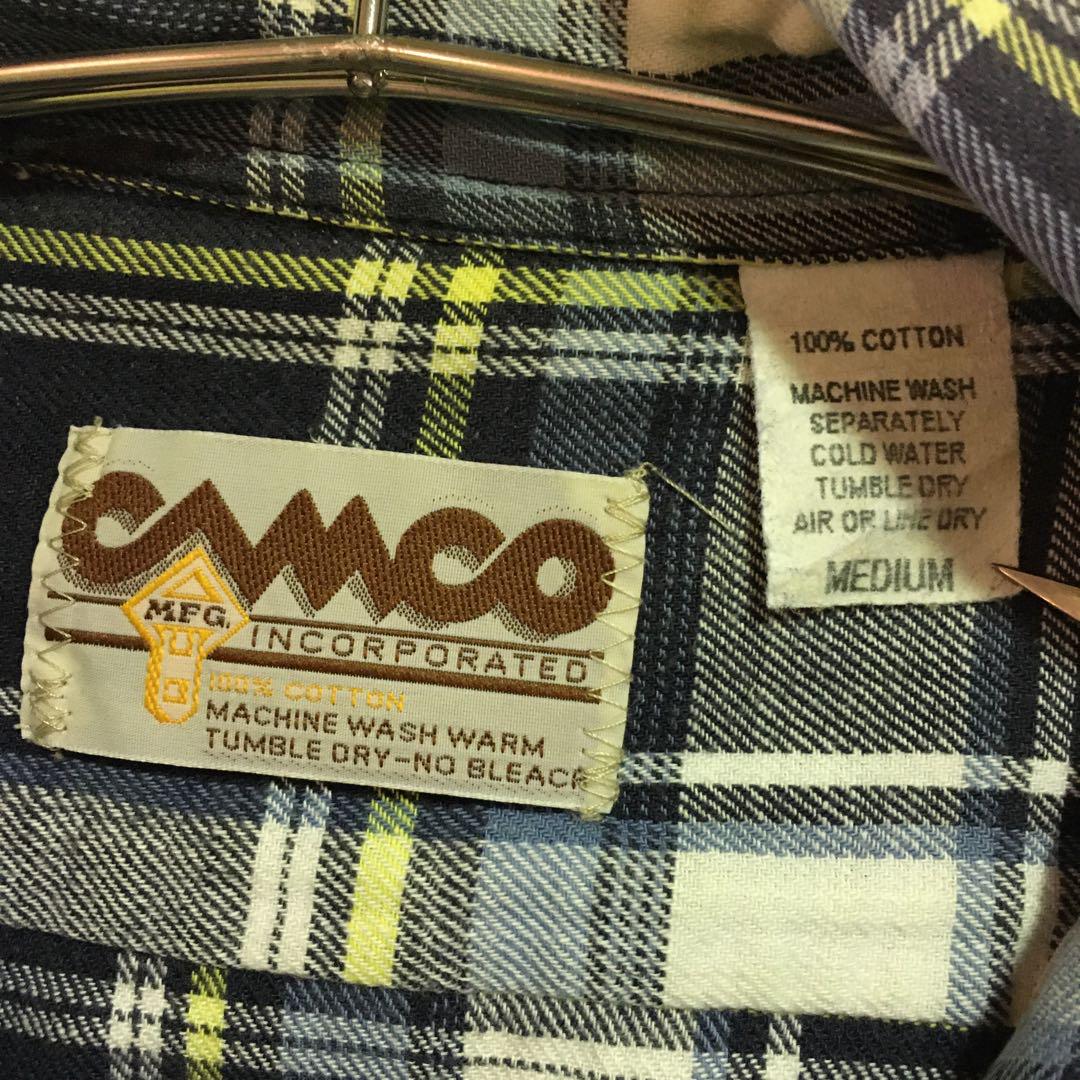 CAMCO
MFG. INCORPORATED
100% COTTON
MACHINE WASH WARM
TUMBLE DRY-NO BLEACH
100% COTTON
MACHINE WASH
SEPARATELY
COLD WATER
TUMBLE DRY
AIR OR LINE DRY
MEDIUM